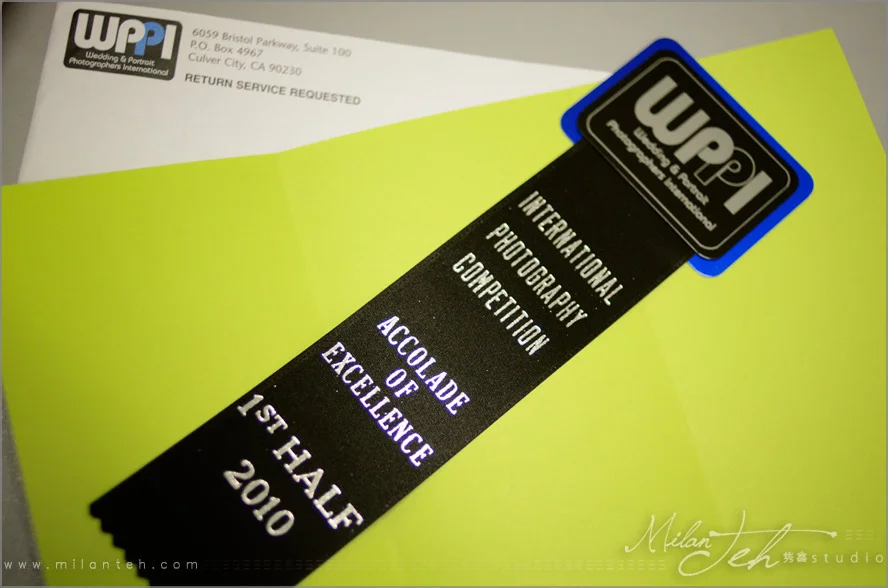 WPPI
Wedding & Portrait
Photographers International
6059 Bristol Parkway, Suite 100
P.O. Box 4967
Culver City, CA 90230
RETURN SERVICE REQUESTED
WPPI
Wedding & Portrait
Photographers International
INTERNATIONAL
PHOTOGRAPHY
COMPETITION
ACCOLADE
OF
EXCELLENCE
1ST HALF
2010
www.milanteh.com
Milan Teh studio